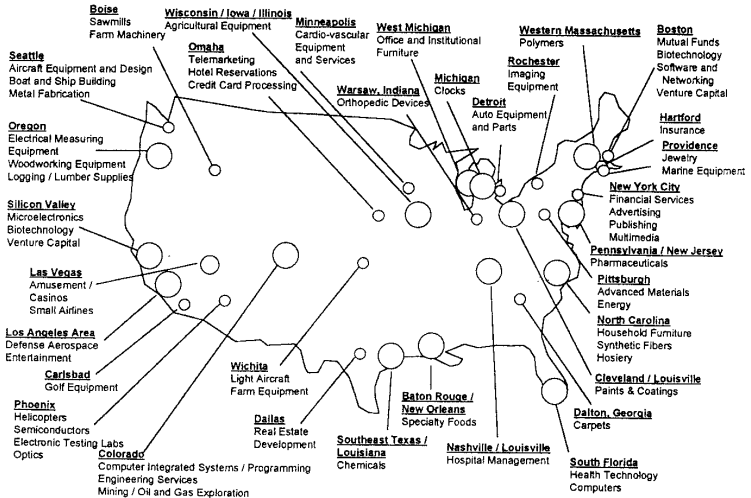 Boise
Sawmills
Farm Machinery
Wisconsin / Iowa / Illinois
Agricultural Equipment
Minneapolis
Cardio-vascular
Equipment
and Services
West Michigan
Office and Institutional
Furniture
Western Massachusetts
Polymers
Boston
Mutual Funds
Biotechnology
Software and
Networking
Venture Capital
Seattle
Aircraft Equipment and Design
Boat and Ship Building
Metal Fabrication
Omaha
Telemarketing
Hotel Reservations
Credit Card Processing
Warsaw, Indiana
Orthopedic Devices
Michigan
Clocks
Detroit
Auto Equipment
and Parts
Rochester
Imaging
Equipment
Hartford
Insurance
Providence
Jewelry
Marine Equipment
Oregon
Electrical Measuring
Equipment
Woodworking Equipment
Logging / Lumber Supplies
New York City
Financial Services
Advertising
Publishing
Multimedia
Silicon Valley
Microelectronics
Biotechnology
Venture Capital
Pennsylvania / New Jersey
Pharmaceuticals
Las Vegas
Amusement /
Casinos
Small Airlines
Pittsburgh
Advanced Materials
Energy
Los Angeles Area
Defense Aerospace
Entertainment
North Carolina
Household Furniture
Synthetic Fibers
Hosiery
Carlsbad
Golf Equipment
Wichita
Light Aircraft
Farm Equipment
Cleveland / Louisville
Paints & Coatings
Phoenix
Helicopters
Semiconductors
Electronic Testing Labs
Optics
Baton Rouge /
New Orleans
Specialty Foods
Dalton, Georgia
Carpets
Dallas
Real Estate
Development
Colorado
Computer Integrated Systems / Programming
Engineering Services
Mining / Oil and Gas Exploration
Southeast Texas /
Louisiana
Chemicals
Nashville / Louisville
Hospital Management
South Florida
Health Technology
Computers